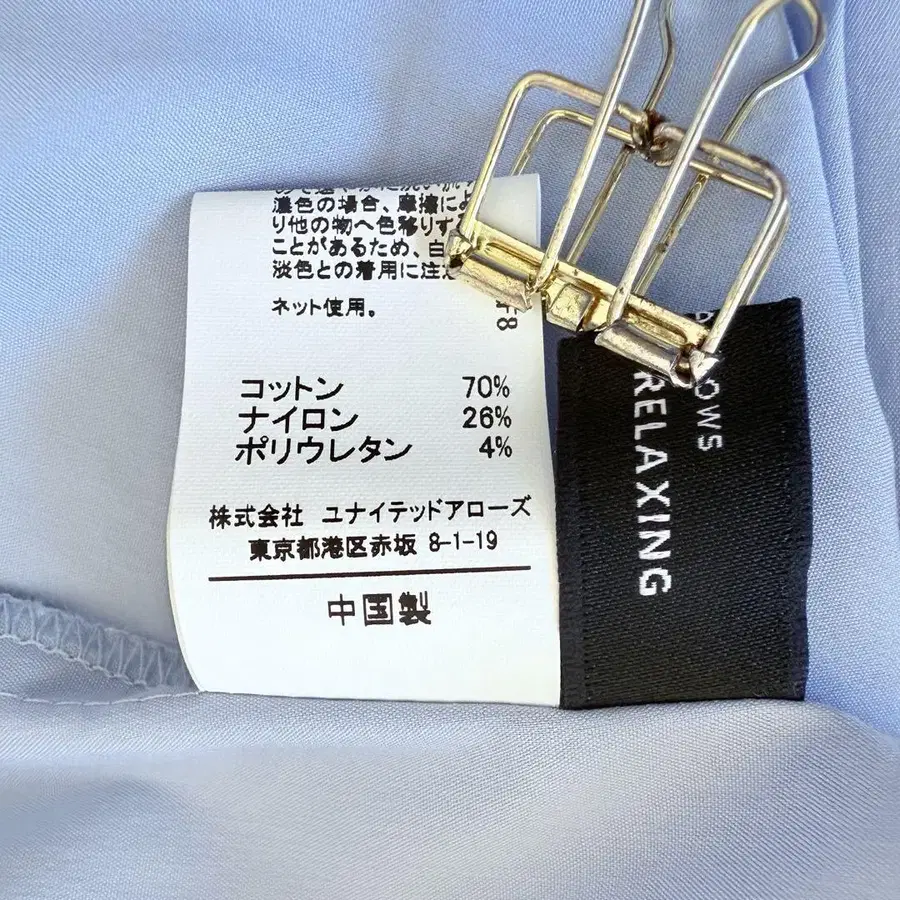 濃色の場合、摩擦によ
り他の物へ色移りする
ことがあるため、白
淡色との着用に注意
ネット使用。
コットン 70%
ナイロン 26%
ポリウレタン 4%
株式会社 ユナイテッドアローズ
東京都港区赤坂 8-1-19
中国製
OWS
RELAXING